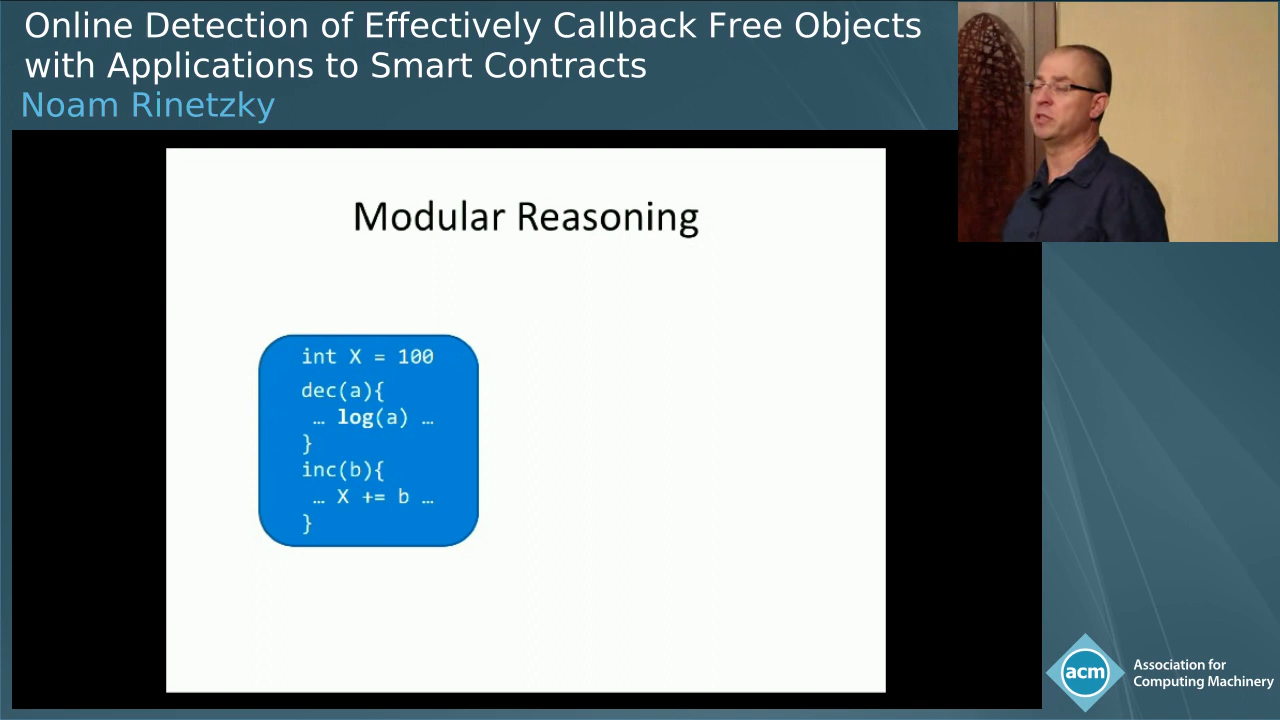 Online Detection of Effectively Callback Free Objects
with Applications to Smart Contracts
Noam Rinetzky
Modular Reasoning
int X = 100
dec(a){
… log(a) …
}
inc(b){
… X += b …
}
acm
Association for
Computing Machinery